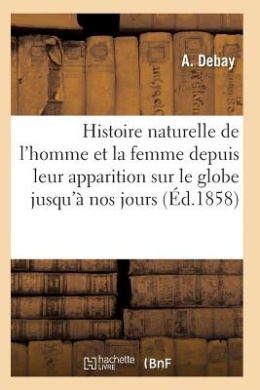 A. Debay
Histoire naturelle de l'homme et la femme depuis
leur apparition sur le globe
jusqu'à nos jours (Éd.1858)
hachette
LIVRE
{BnF